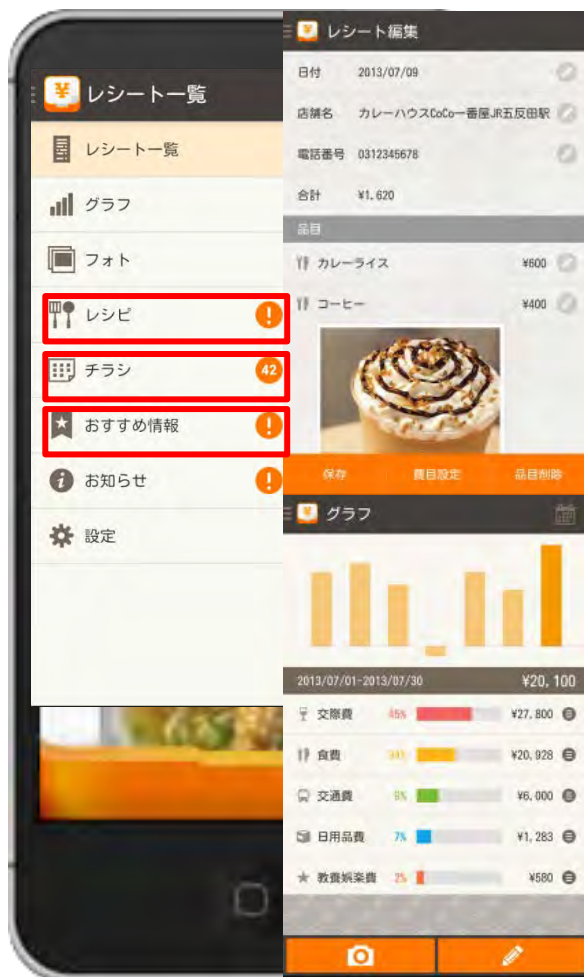 レシート一覧
レシート一覧
グラフ
フォト
レシピ
!
チラシ
42
おすすめ情報
!
お知らせ
!
設定
レシート編集
日付 2013/07/09
店舗名 カレーハウスCoCo一番屋JR五反田駅
電話番号 0312345678
合計 ¥1,620
品目
カレーライス ¥600
コーヒー ¥400
保存 費目設定 品目削除
グラフ
2013/07/01-2013/07/30 ¥20,100
交際費 45% ¥27,800
食費 ¥20,928
交通費 ¥6,000
日用品費 7% ¥1,283
教養娯楽費 2% ¥580